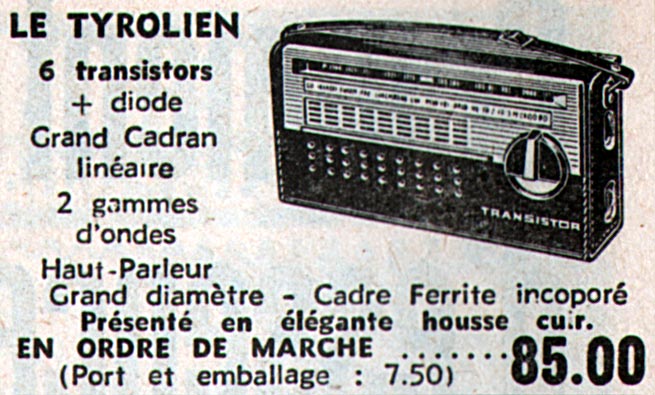 LE TYROLIEN
6 transistors
+ diode
Grand Cadran
linéaire
2 gammes
d'ondes
Haut-Parleur
Grand diamètre - Cadre Ferrite incoporé
Présenté en élégante housse cuir.
EN ORDRE DE MARCHE ....... 85.00
(Port et emballage : 7.50)
TRANSISTOR